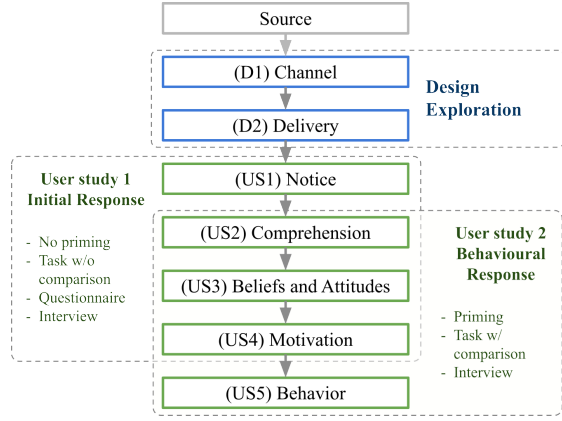 Source
(D1) Channel
(D2) Delivery
Design
Exploration
(US1) Notice
User study 1
Initial Response
- No priming
- Task w/o
comparison
- Questionnaire
- Interview
(US2) Comprehension
(US3) Beliefs and Attitudes
(US4) Motivation
(US5) Behavior
User study 2
Behavioural
Response
- Priming
- Task w/
comparison
- Interview